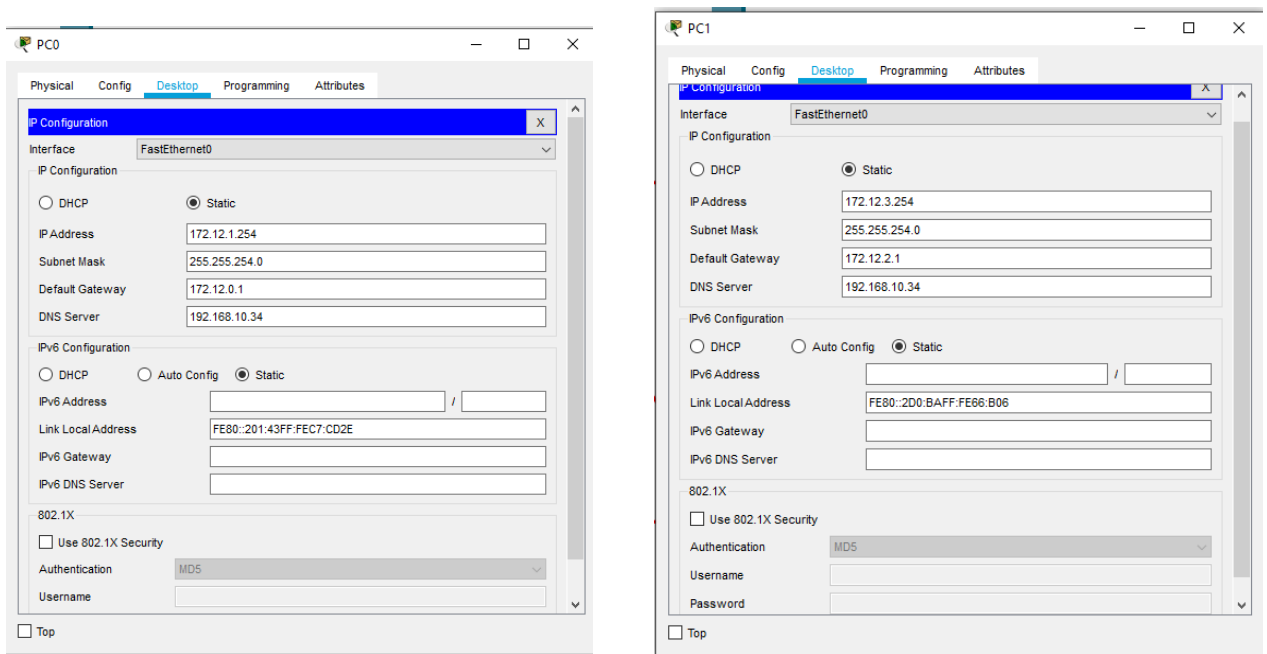 PC0
Physical Config Desktop Programming Attributes
IP Configuration X
Interface FastEthernet0
IP Configuration
DHCP Static
IP Address 172.12.1.254
Subnet Mask 255.255.254.0
Default Gateway 172.12.0.1
DNS Server 192.168.10.34
IPv6 Configuration
DHCP Auto Config Static
IPv6 Address /
Link Local Address FE80::201:43FF:FEC7:CD2E
IPv6 Gateway
IPv6 DNS Server
802.1X
Use 802.1X Security
Authentication MD5
Username
Top
PC1
Physical Config Desktop Programming Attributes
IP Configuration X
Interface FastEthernet0
IP Configuration
DHCP Static
IP Address 172.12.3.254
Subnet Mask 255.255.254.0
Default Gateway 172.12.2.1
DNS Server 192.168.10.34
IPv6 Configuration
DHCP Auto Config Static
IPv6 Address /
Link Local Address FE80::2D0:BAFF:FE66:B06
IPv6 Gateway
IPv6 DNS Server
802.1X
Use 802.1X Security
Authentication MD5
Username
Password
Top